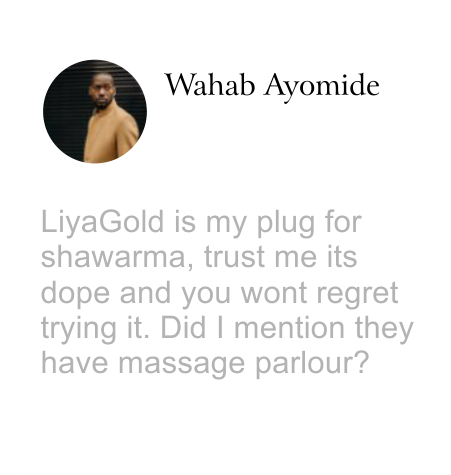 Wahab Ayomide
LiyaGold is my plug for
shawarma, trust me its
dope and you wont regret
trying it. Did I mention they
have massage parlour?